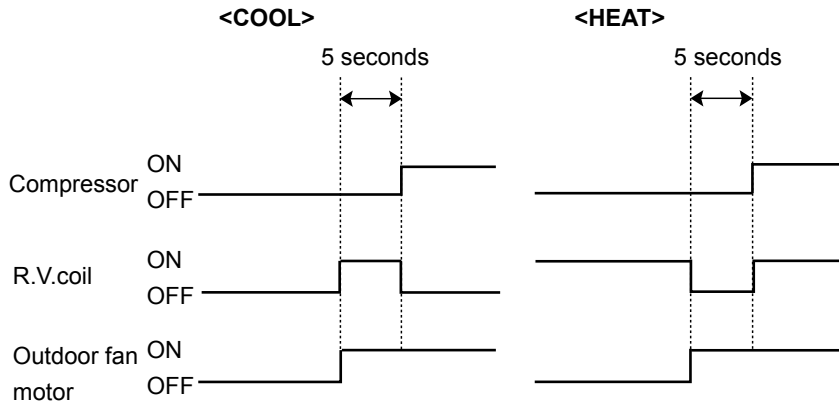 <COOL>
<HEAT>
5 seconds
5 seconds
Compressor
ON
OFF
R.V.coil
ON
OFF
Outdoor fan
motor
ON
OFF